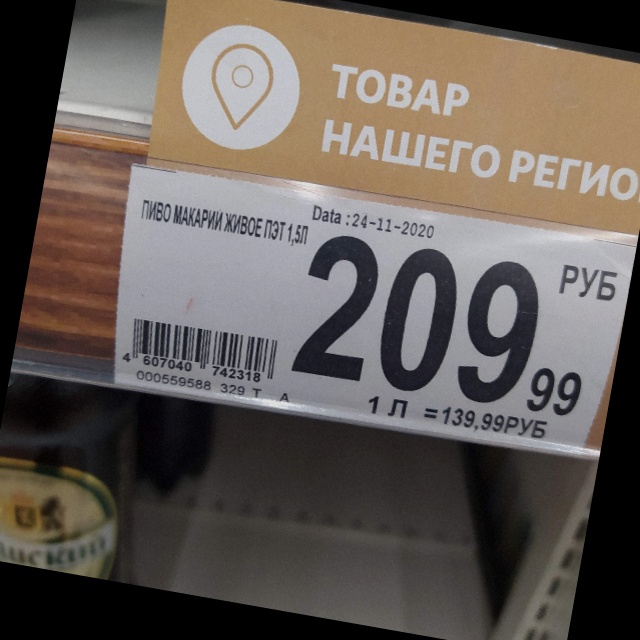 ТОВАР
НАШЕГО РЕГИО
ПИВО МАКАРИИ ЖИВОЕ ПЭТ 1,5Л
Data : 24-11-2020
209 99
РУБ
4 607040 742318
000559588 329 Т А
1 Л =139,99РУБ